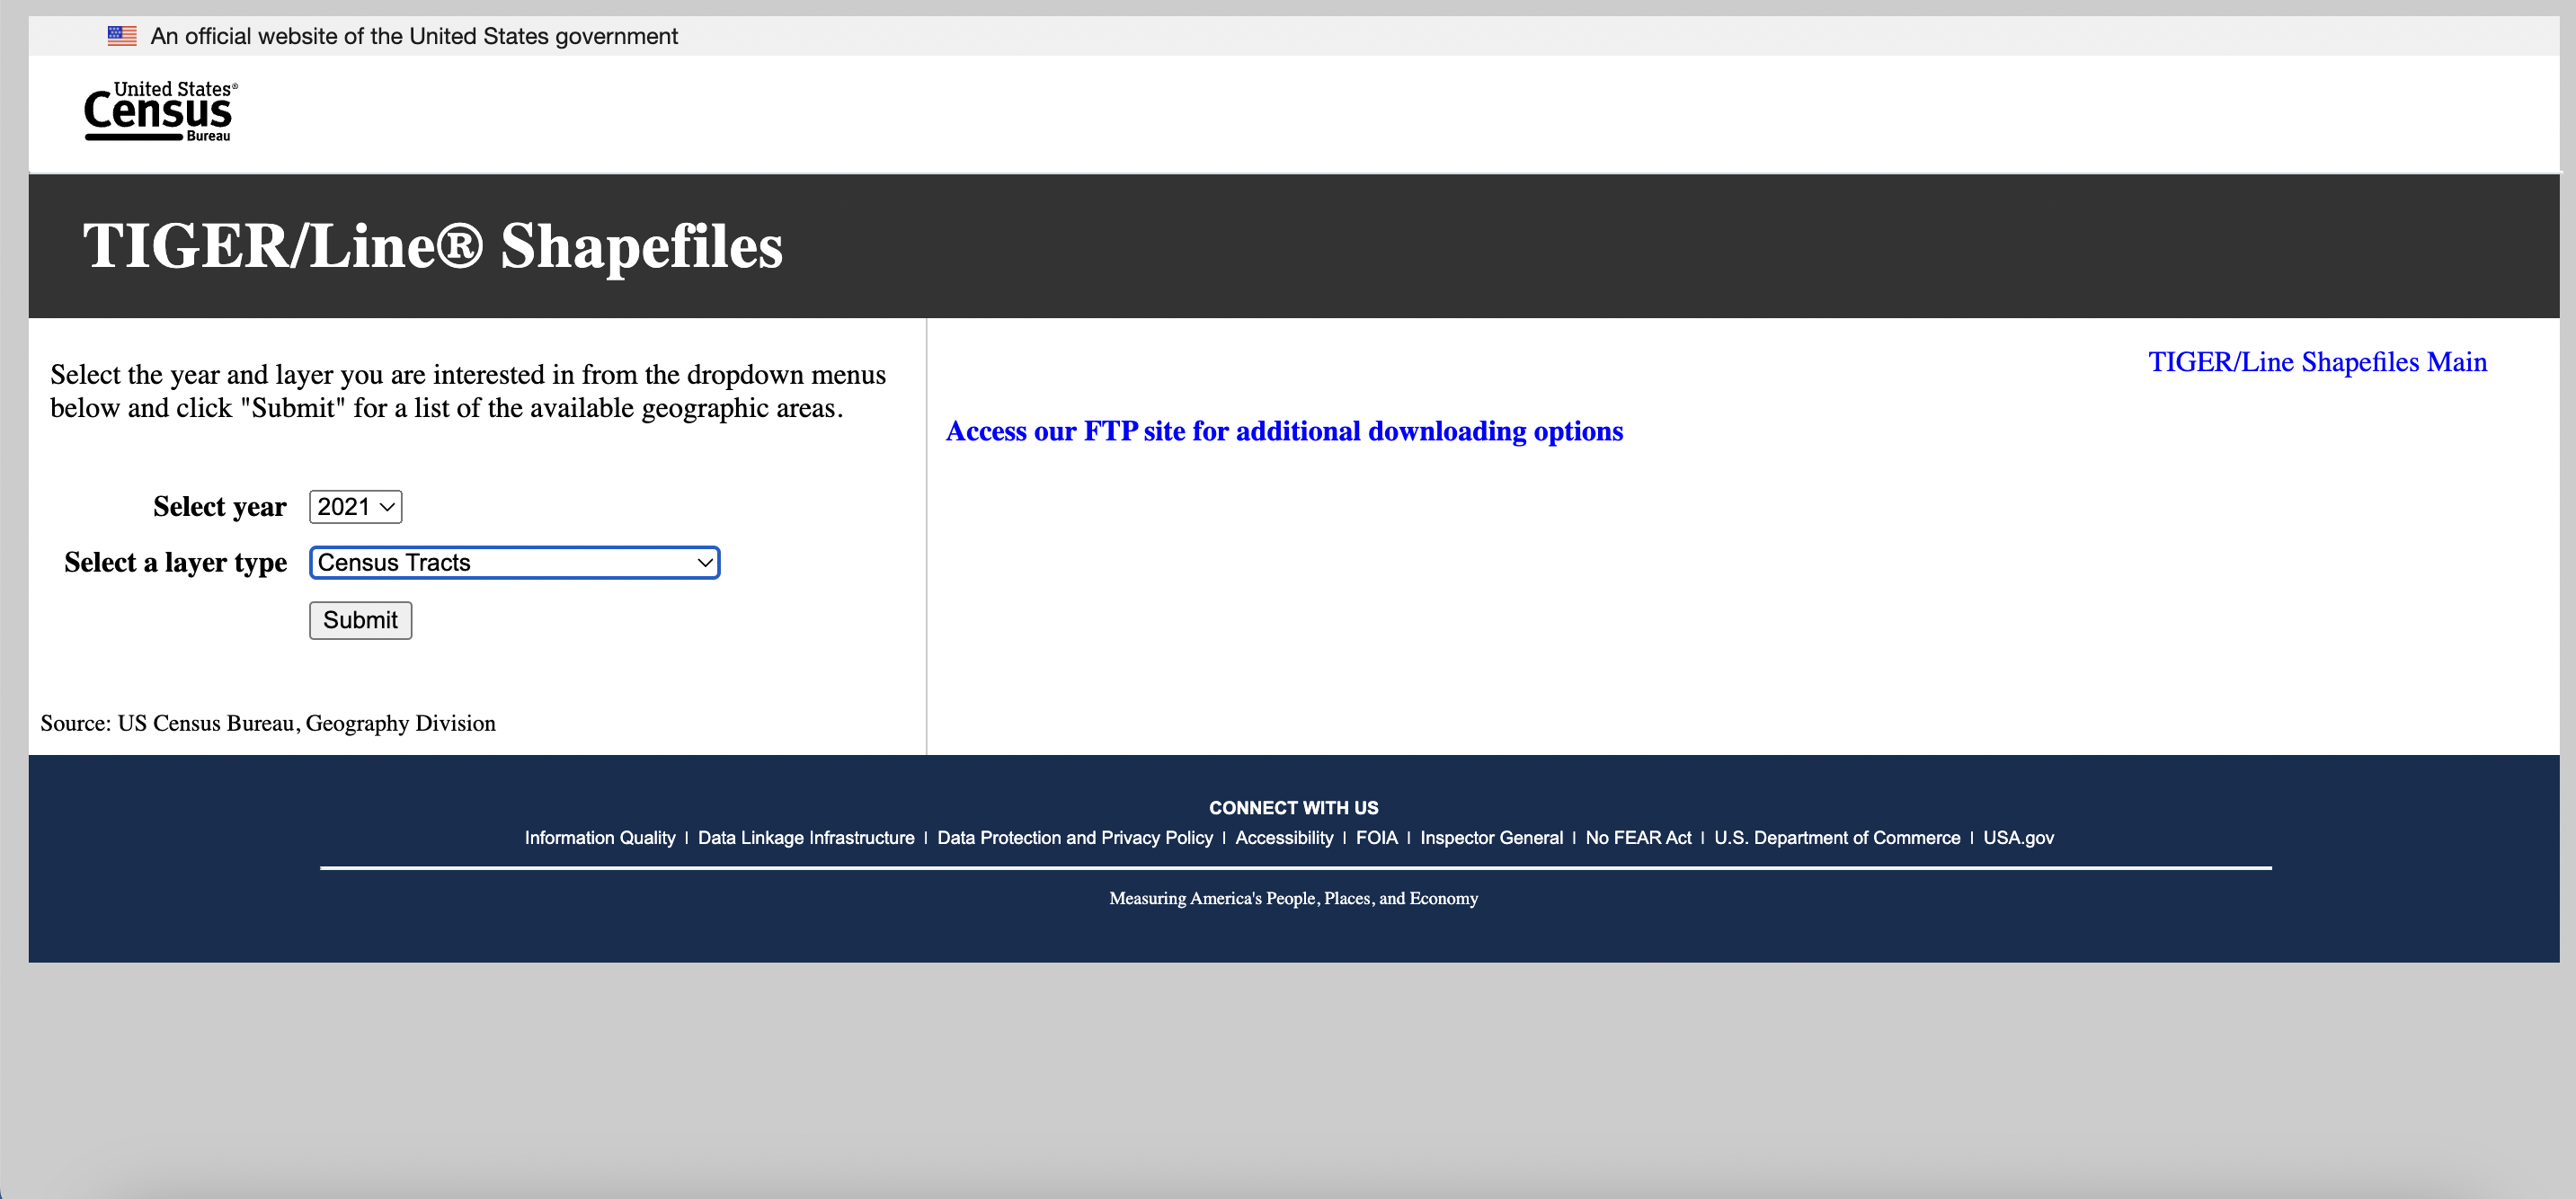 An official website of the United States government
United States®
Census
Bureau
TIGER/Line® Shapefiles
Select the year and layer you are interested in from the dropdown menus
below and click "Submit" for a list of the available geographic areas.
Select year 2021
Select a layer type Census Tracts
Submit
Source: US Census Bureau, Geography Division
TIGER/Line Shapefiles Main
Access our FTP site for additional downloading options
CONNECT WITH US
Information Quality | Data Linkage Infrastructure | Data Protection and Privacy Policy | Accessibility | FOIA | Inspector General | No FEAR Act | U.S. Department of Commerce | USA.gov
Measuring America's People, Places, and Economy